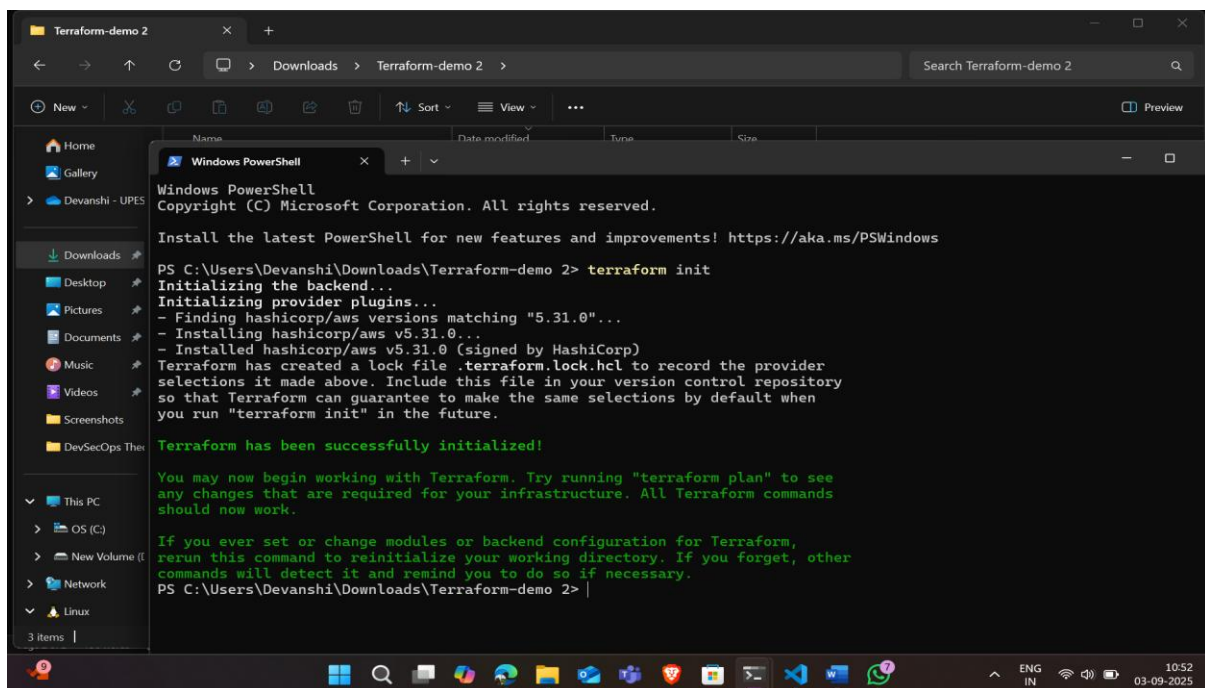 Terraform-demo 2
Downloads > Terraform-demo 2 >
Search Terraform-demo 2
New
Sort
View
Preview
Name Date modified Type Size
Home
Gallery
Devanshi - UPES
Downloads
Desktop
Pictures
Documents
Music
Videos
Screenshots
DevSecOps
This PC
OS (C:)
New Volume
Network
Linux
3 items
Windows PowerShell
Windows PowerShell
Copyright (C) Microsoft Corporation. All rights reserved.
Install the latest PowerShell for new features and improvements! https://aka.ms/PSWindows
PS C:\Users\Devanshi\Downloads\Terraform-demo 2> terraform init
Initializing the backend...
Initializing provider plugins...
- Finding hashicorp/aws versions matching "5.31.0"...
- Installing hashicorp/aws v5.31.0...
- Installed hashicorp/aws v5.31.0 (signed by HashiCorp)
Terraform has created a lock file .terraform.lock.hcl to record the provider
selections it made above. Include this file in your version control repository
so that Terraform can guarantee to make the same selections by default when
you run "terraform init" in the future.
Terraform has been successfully initialized!
You may now begin working with Terraform. Try running "terraform plan" to see
any changes that are required for your infrastructure. All Terraform commands
should now work.
If you ever set or change modules or backend configuration for Terraform,
rerun this command to reinitialize your working directory. If you forget, other
commands will detect it and remind you to do so if necessary.
PS C:\Users\Devanshi\Downloads\Terraform-demo 2>
9
7
ENG
IN
10:52
03-09-2025